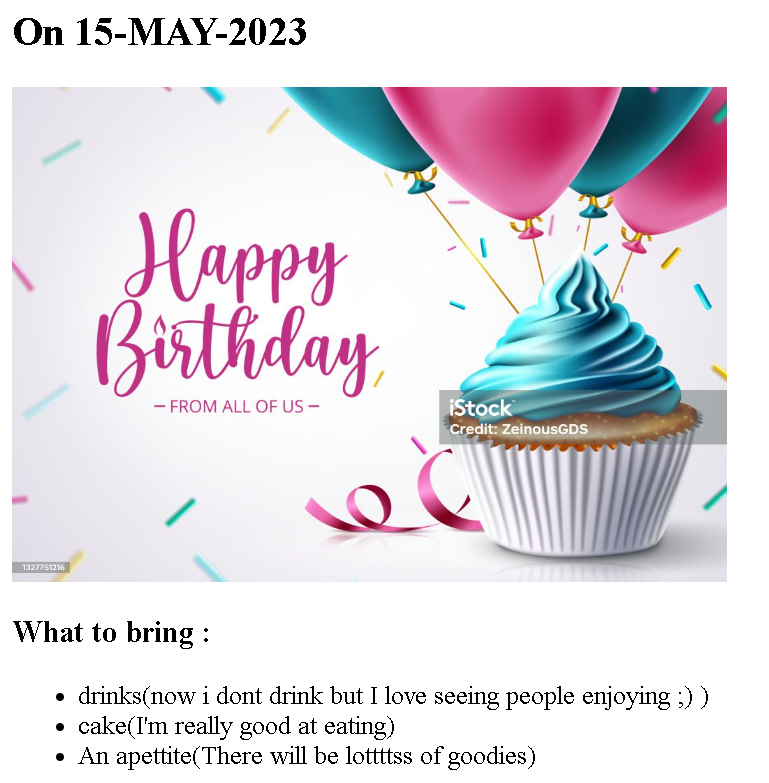 On 15-MAY-2023
Happy
Birthday
– FROM ALL OF US –
iStock
Credit: ZeinousGDS
1327751216
What to bring :
drinks(now i dont drink but I love seeing people enjoying ;) )
cake(I'm really good at eating)
An apettite(There will be lottttss of goodies)